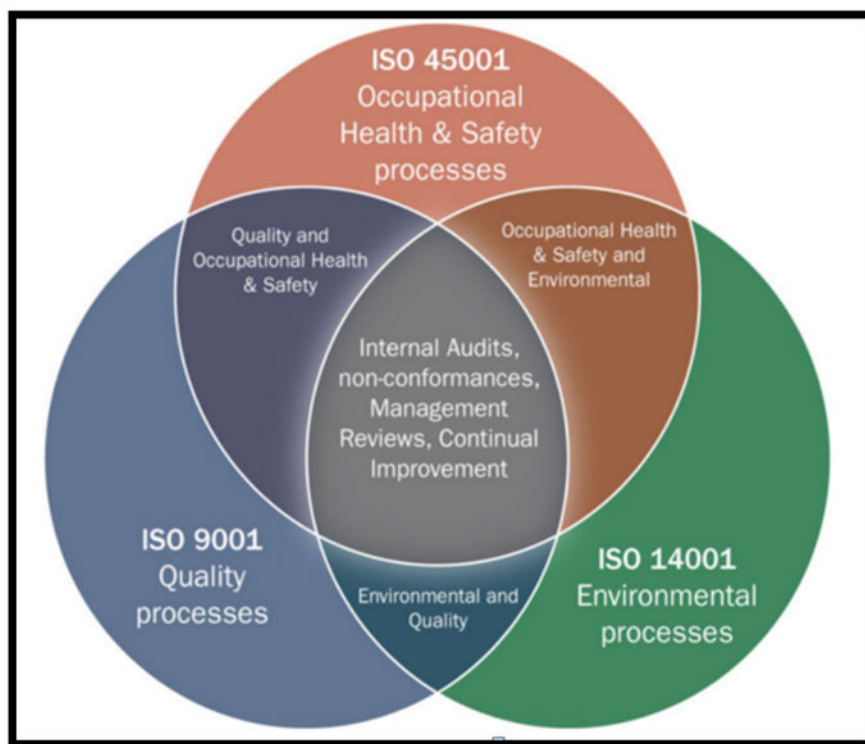 ISO 45001
Occupational
Health & Safety
processes
Quality and
Occupational Health
& Safety
Occupational Health
& Safety and
Environmental
Internal Audits,
non-conformances,
Management
Reviews, Continual
Improvement
ISO 9001
Quality
processes
ISO 14001
Environmental
processes
Environmental and
Quality